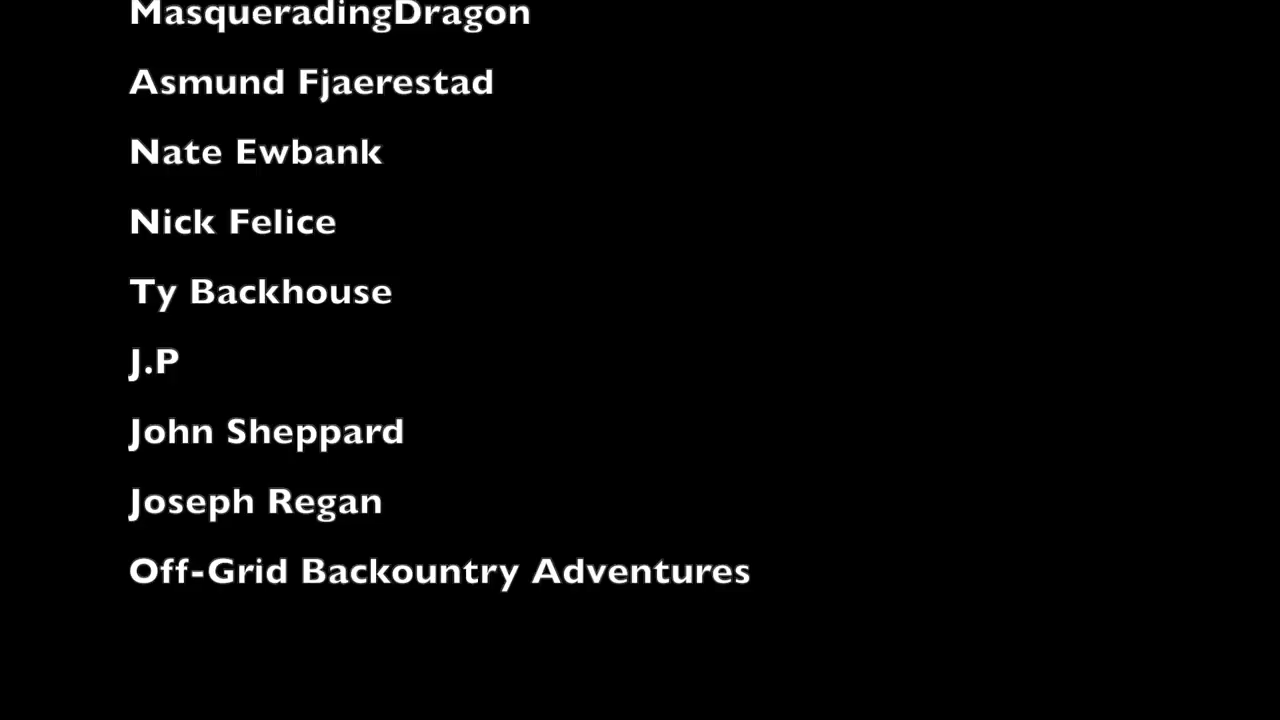 MasqueradingDragon
Asmund Fjaerestad
Nate Ewbank
Nick Felice
Ty Backhouse
J.P
John Sheppard
Joseph Regan
Off-Grid Backountry Adventures